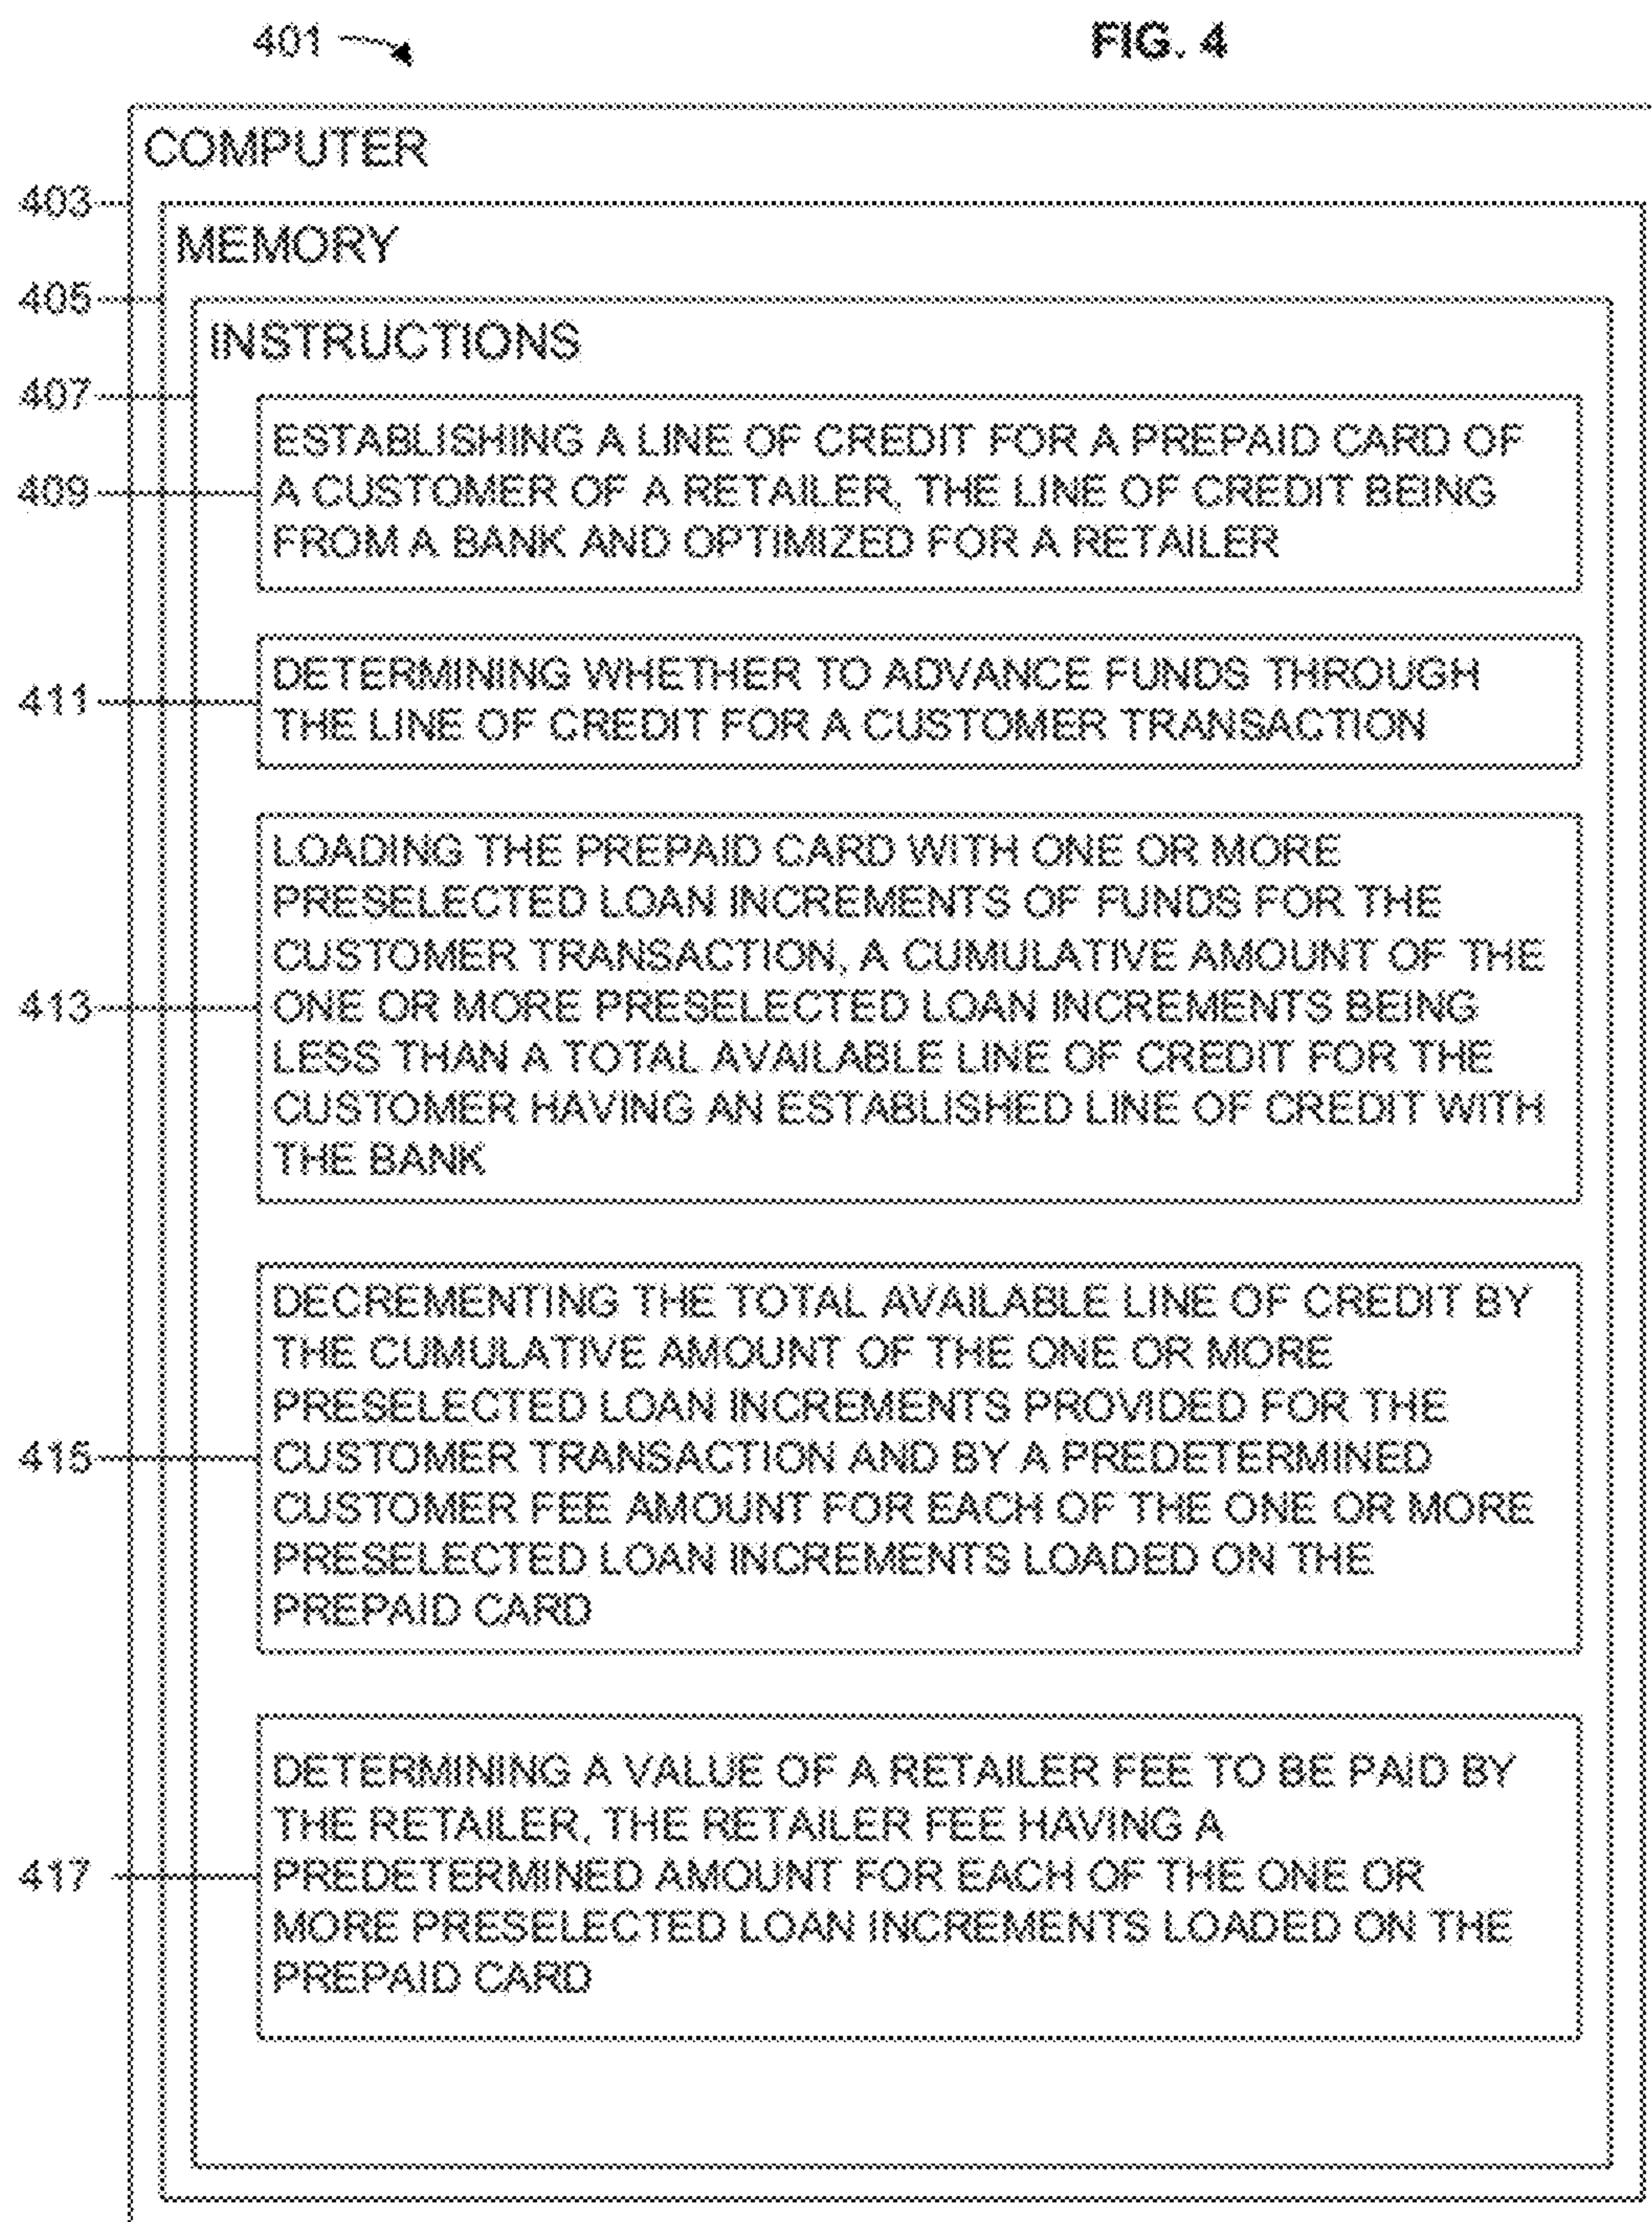 401
FIG. 4
COMPUTER
403
MEMORY
405
INSTRUCTIONS
407
ESTABLISHING A LINE OF CREDIT FOR A PREPAID CARD OF
409
A CUSTOMER OF A RETAILER, THE LINE OF CREDIT BEING
FROM A BANK AND OPTIMIZED FOR A RETAILER
DETERMINING WHETHER TO ADVANCE FUNDS THROUGH
411
THE LINE OF CREDIT FOR A CUSTOMER TRANSACTION
LOADING THE PREPAID CARD WITH ONE OR MORE
PRESELECTED LOAN INCREMENTS OF FUNDS FOR THE
CUSTOMER TRANSACTION, A CUMULATIVE AMOUNT OF THE
413
ONE OR MORE PRESELECTED LOAN INCREMENTS BEING
LESS THAN A TOTAL AVAILABLE LINE OF CREDIT FOR THE
CUSTOMER HAVING AN ESTABLISHED LINE OF CREDIT WITH
THE BANK
DECREMENTING THE TOTAL AVAILABLE LINE OF CREDIT BY
THE CUMULATIVE AMOUNT OF THE ONE OR MORE
PRESELECTED LOAN INCREMENTS PROVIDED FOR THE
415
CUSTOMER TRANSACTION AND BY A PREDETERMINED
CUSTOMER FEE AMOUNT FOR EACH OF THE ONE OR MORE
PRESELECTED LOAN INCREMENTS LOADED ON THE
PREPAID CARD
DETERMINING A VALUE OF A RETAILER FEE TO BE PAID BY
THE RETAILER, THE RETAILER FEE HAVING A
417
PREDETERMINED AMOUNT FOR EACH OF THE ONE OR
MORE PRESELECTED LOAN INCREMENTS LOADED ON THE
PREPAID CARD